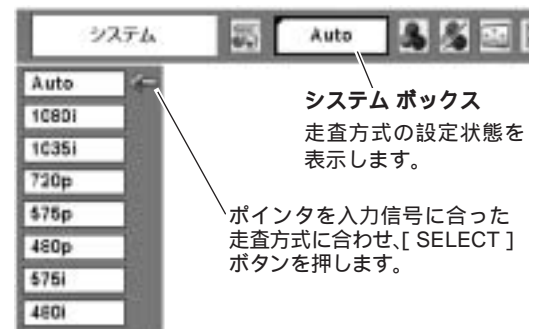 システム
Auto
Auto
1080i
1035i
720p
575p
480p
575i
480i
システム ボックス
走査方式の設定状態を
表示します。
ポインタを入力信号に合った
走査方式に合わせ、[ SELECT ]
ボタンを押します。